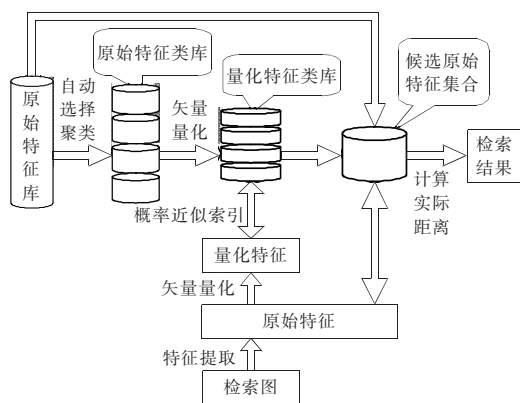 原始特征类库
量化特征类库
候选原始
特征集合
原始特征库
自动
选择
聚类
矢量
量化
检索
结果
计算
实际
距离
概率近似索引
量化特征
矢量量化
原始特征
特征提取
检索图